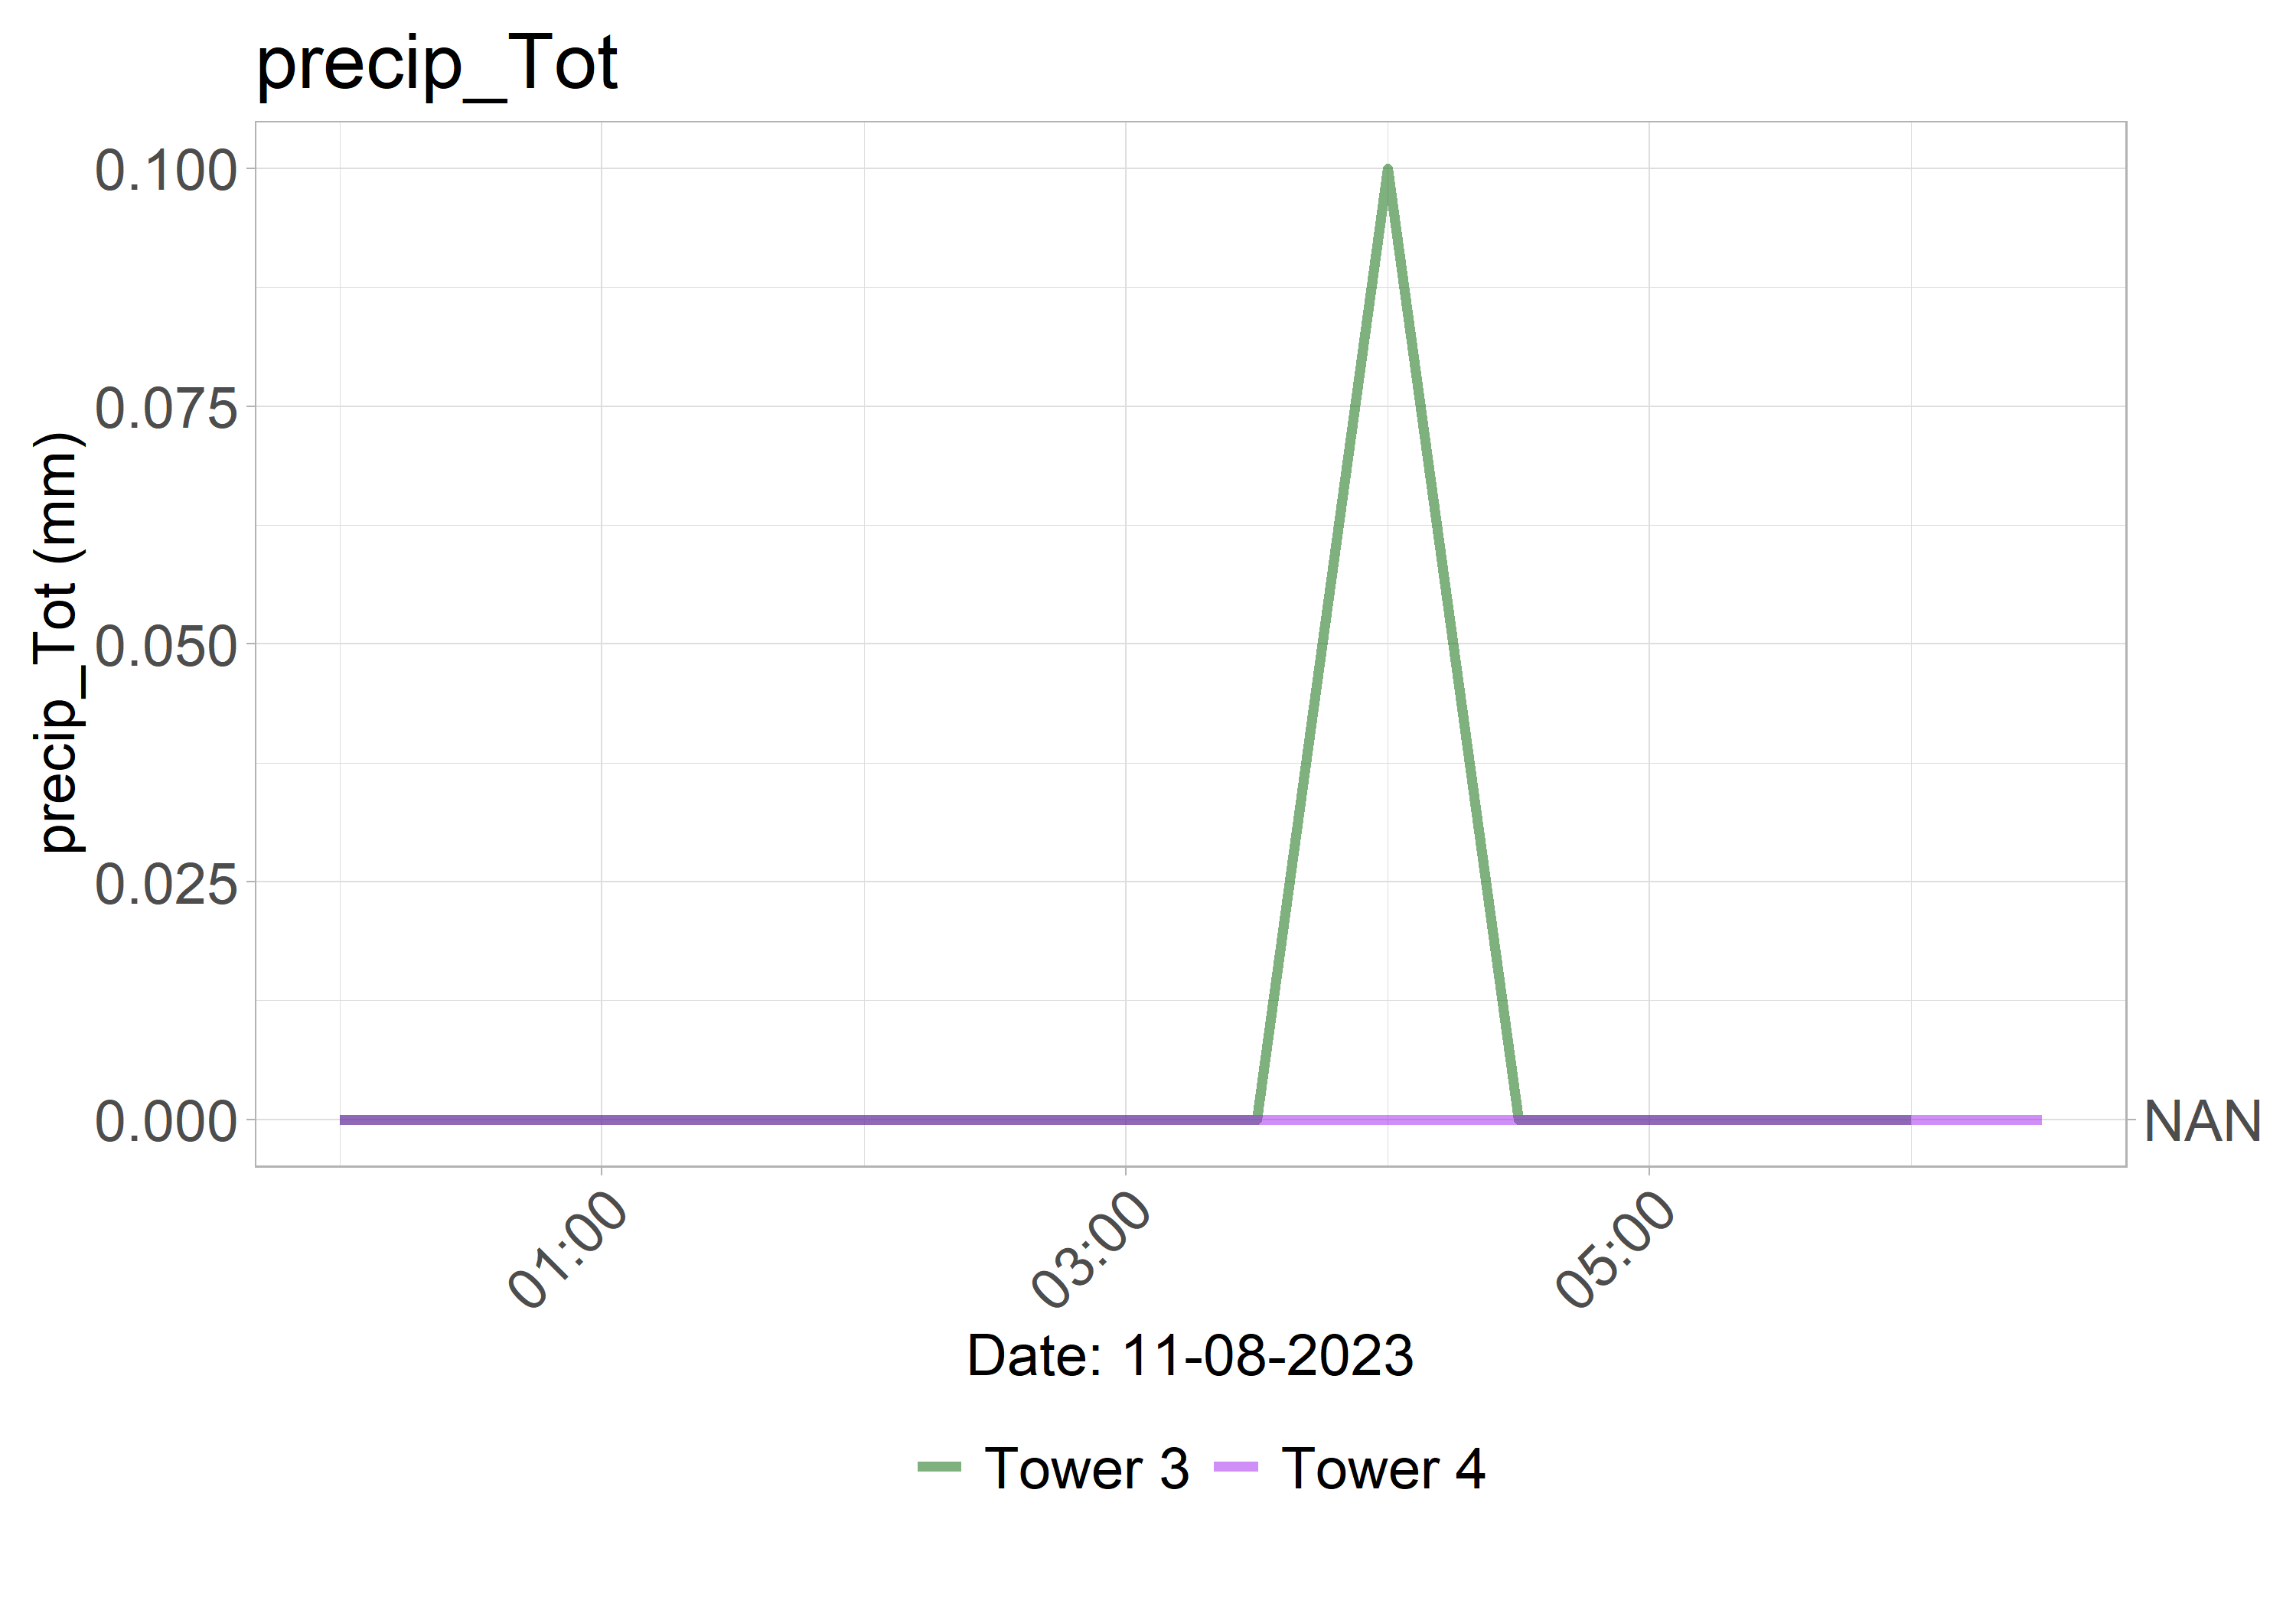 precip_Tot
precip_Tot (mm)
0.100
0.075
0.050
0.025
0.000
NAN
01:00
03:00
05:00
Date: 11-08-2023
Tower 3
Tower 4